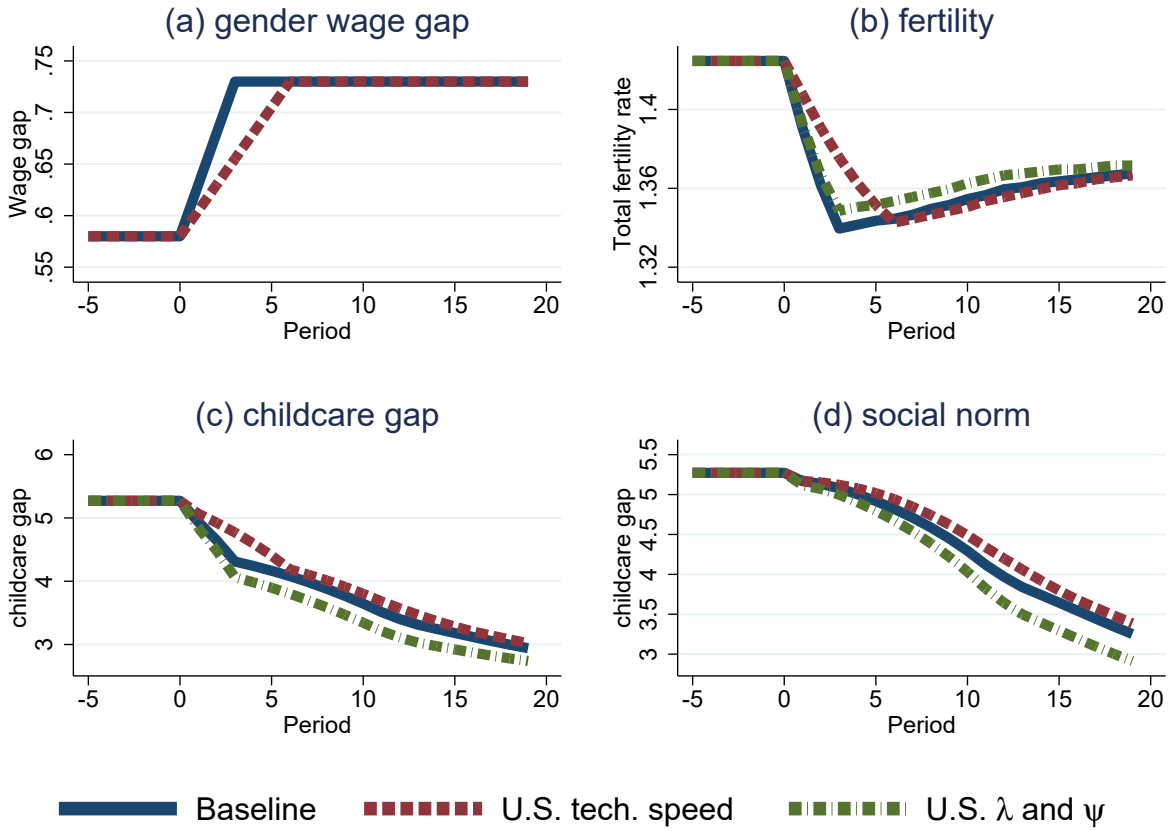 (a) gender wage gap
Wage gap
.75
.7
.65
.6
.55
-5 0 5 10 15 20
Period
(b) fertility
Total fertility rate
1.4
1.36
1.32
-5 0 5 10 15 20
Period
(c) childcare gap
childcare gap
6
5
4
3
-5 0 5 10 15 20
Period
(d) social norm
childcare gap
5.5
5
4.5
4
3.5
3
-5 0 5 10 15 20
Period
Baseline U.S. tech. speed U.S. λ and ψ